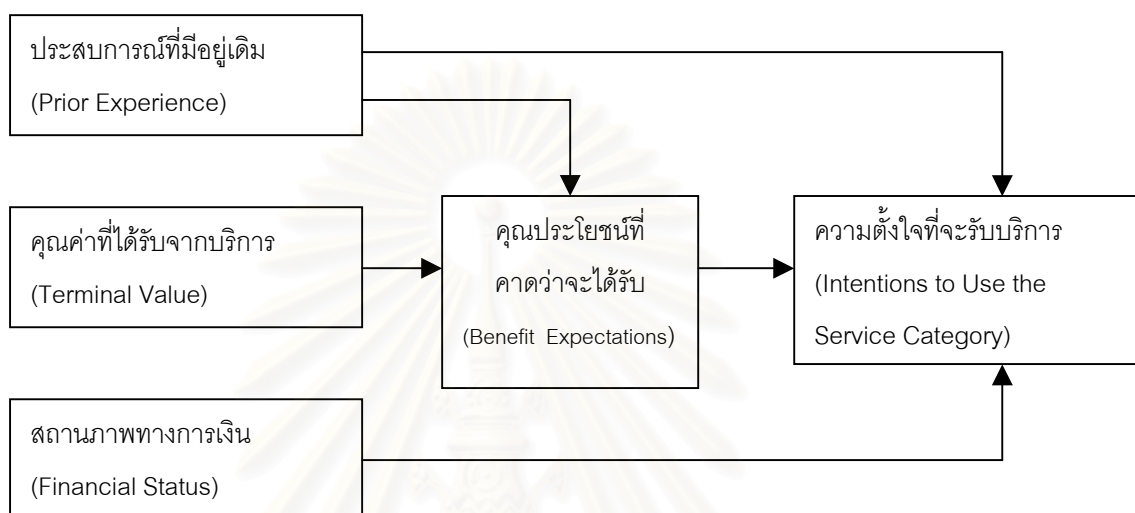 ประสบการณ์ที่มีอยู่เดิม
(Prior Experience)
คุณค่าที่ได้รับจากบริการ
(Terminal Value)
คุณประโยชน์ที่
คาดว่าจะได้รับ
(Benefit Expectations)
ความตั้งใจที่จะรับบริการ
(Intentions to Use the
Service Category)
สถานภาพทางการเงิน
(Financial Status)